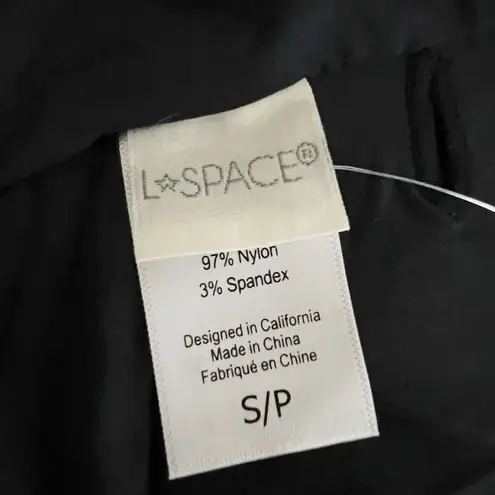 L☆SPACE®
97% Nylon
3% Spandex
Designed in California
Made in China
Fabriqué en Chine
S/P